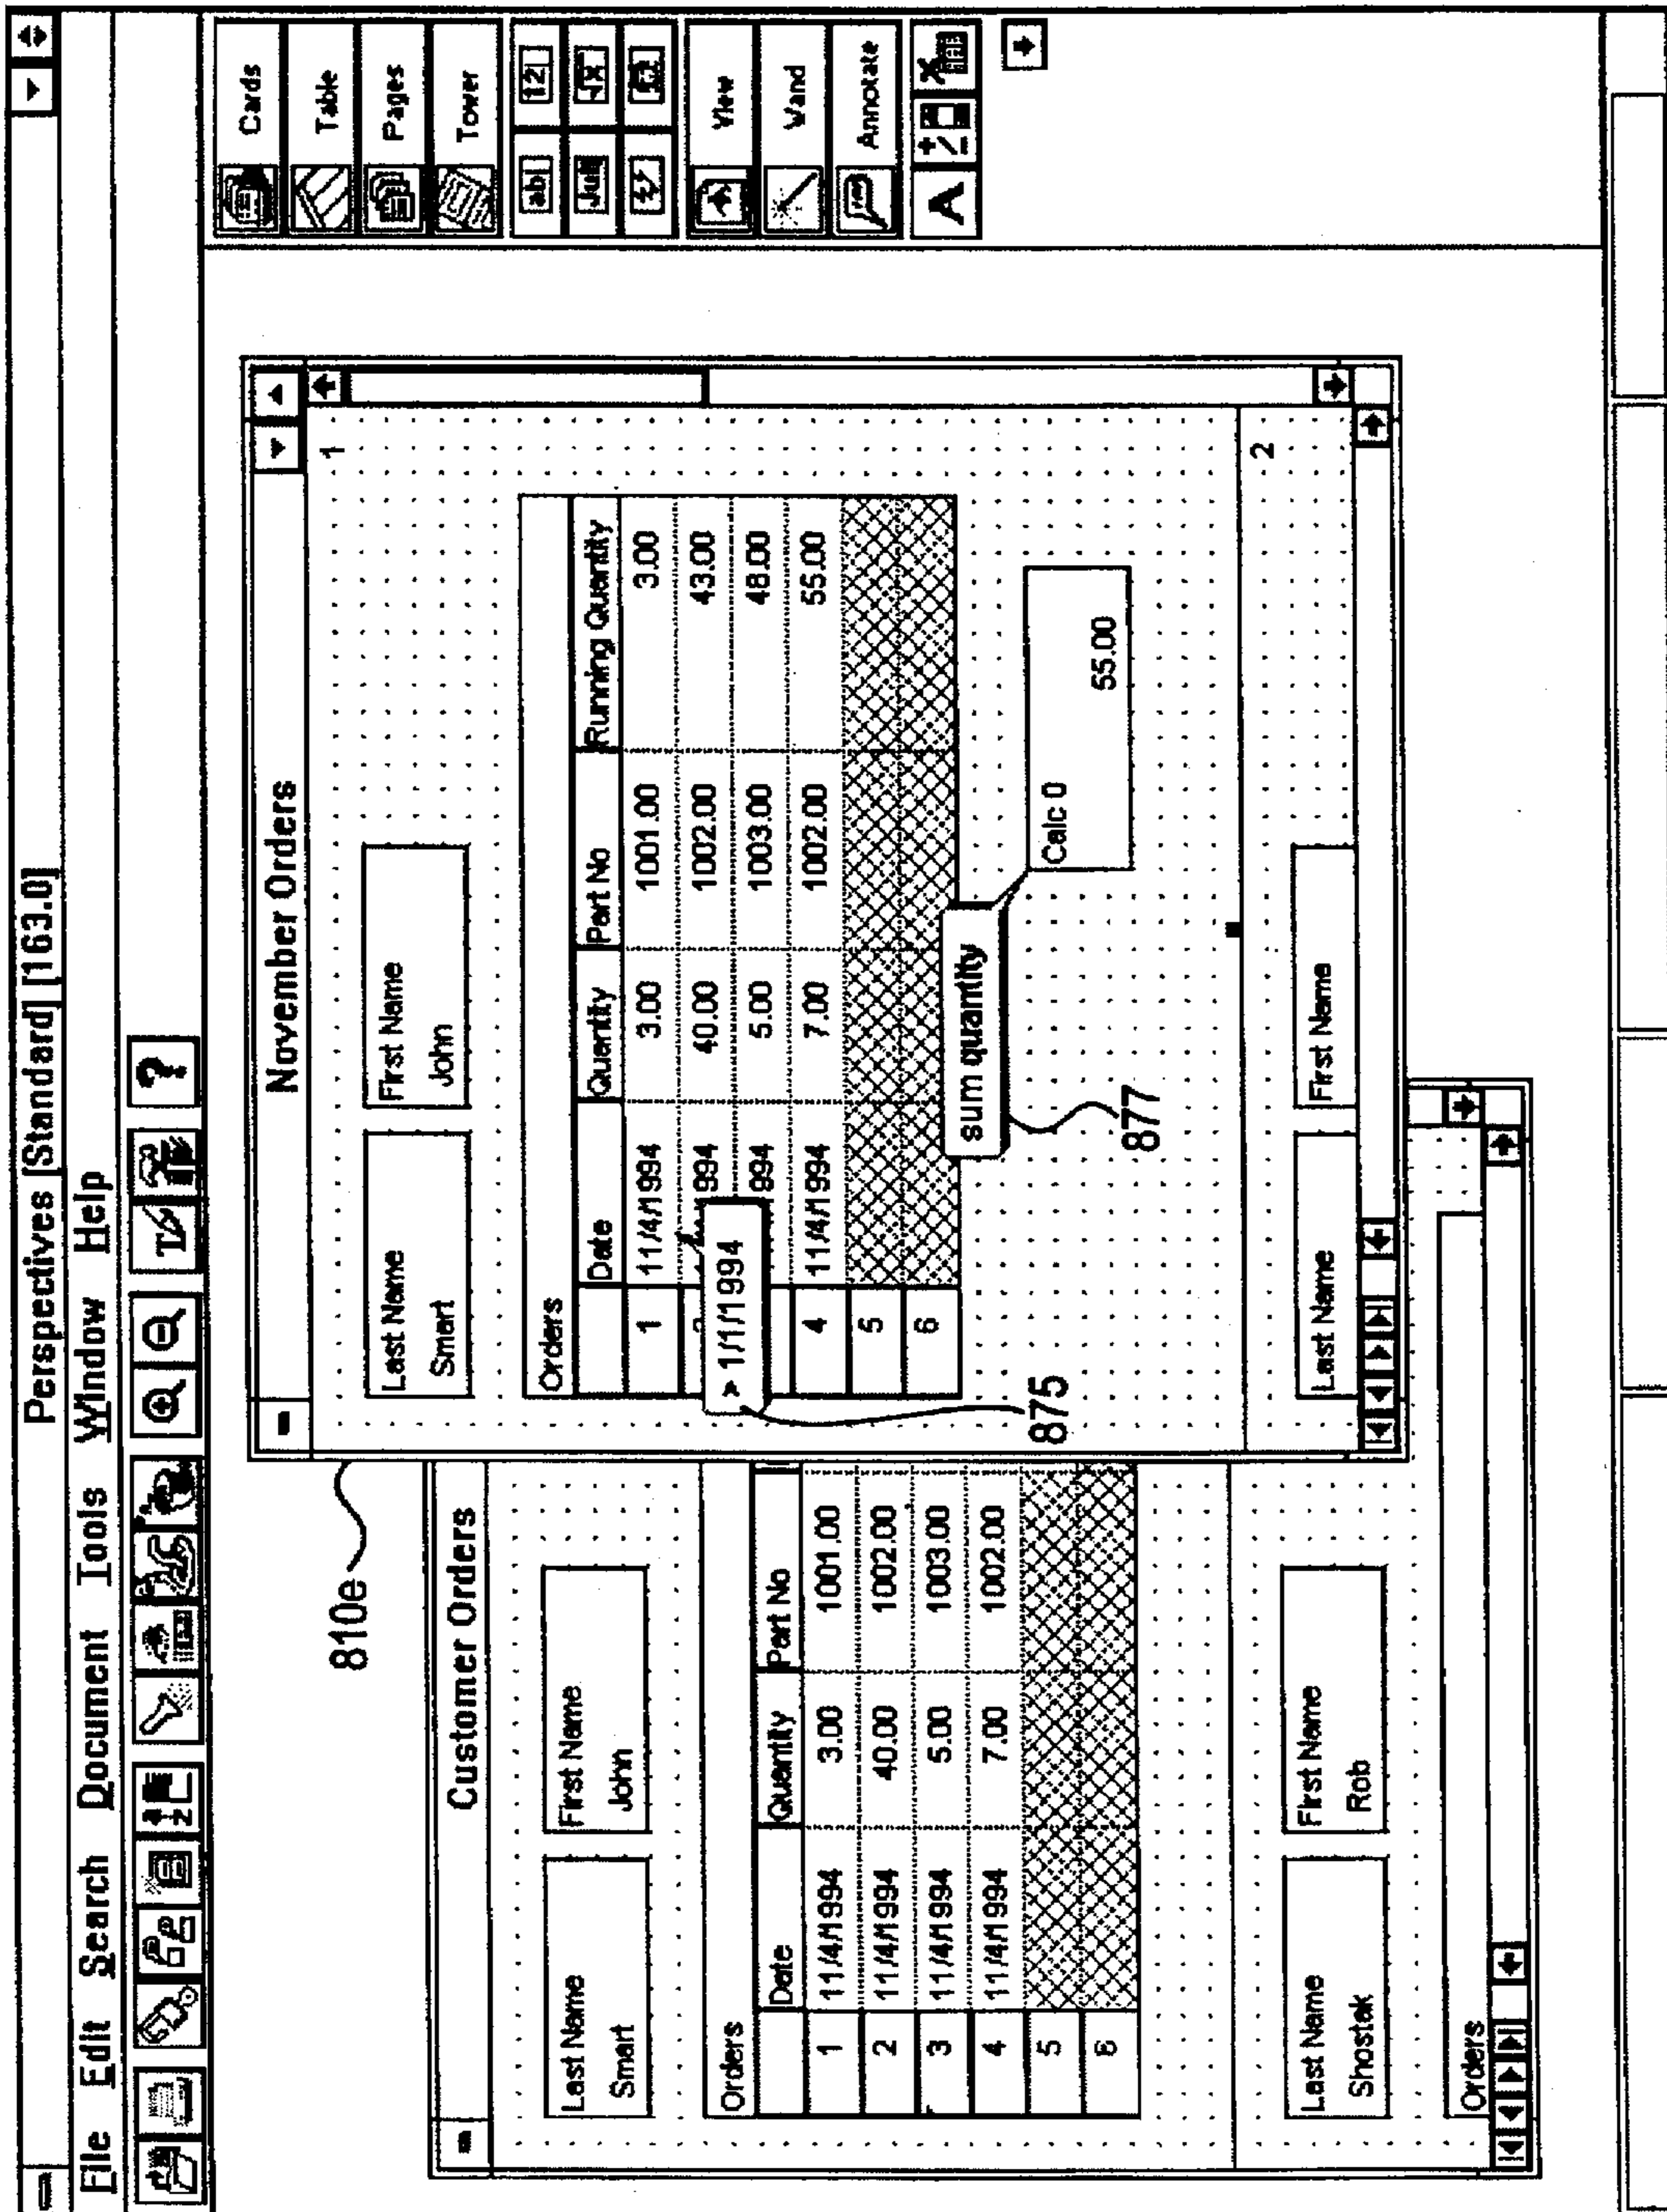 Perspectives [Standard] [163.0]
File Edit Search Document Tools Window Help
?
810e
Customer Orders
Last Name
Smart
First Name
John
Orders
Date Quantity Part No
1 11/4/1994 3.00 1001.00
2 11/4/1994 40.00 1002.00
3 11/4/1994 5.00 1003.00
4 11/4/1994 7.00 1002.00
5
6
Last Name
Shostak
First Name
Rob
Orders
November Orders
1
Last Name
Smart
First Name
John
Orders
Date Quantity Part No Running Quantity
1 11/4/1994 3.00 1001.00 3.00
40.00 1002.00 43.00
> 1/1/1994
994 5.00 1003.00 48.00
4 11/4/1994 7.00 1002.00 55.00
5
6
sum quantity
Calc 0
55.00
875
877
2
Last Name
First Name
Cards
Table
Pages
Tower
ab 12
Jul
View
Wand
Annotate
A